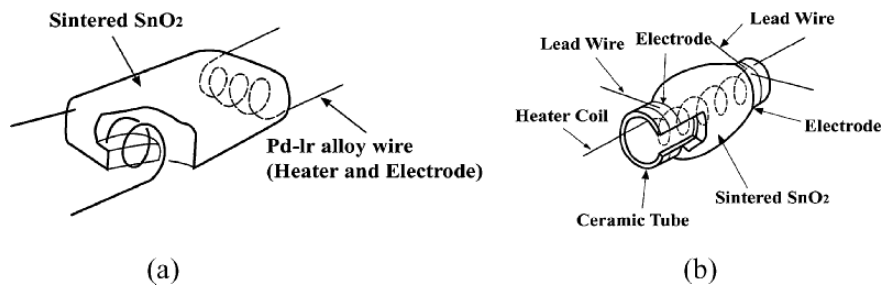 Sintered SnO₂
Pd-lr alloy wire
(Heater and Electrode)
(a)
Lead Wire
Lead Wire
Electrode
Heater Coil
Electrode
Sintered SnO₂
Ceramic Tube
(b)